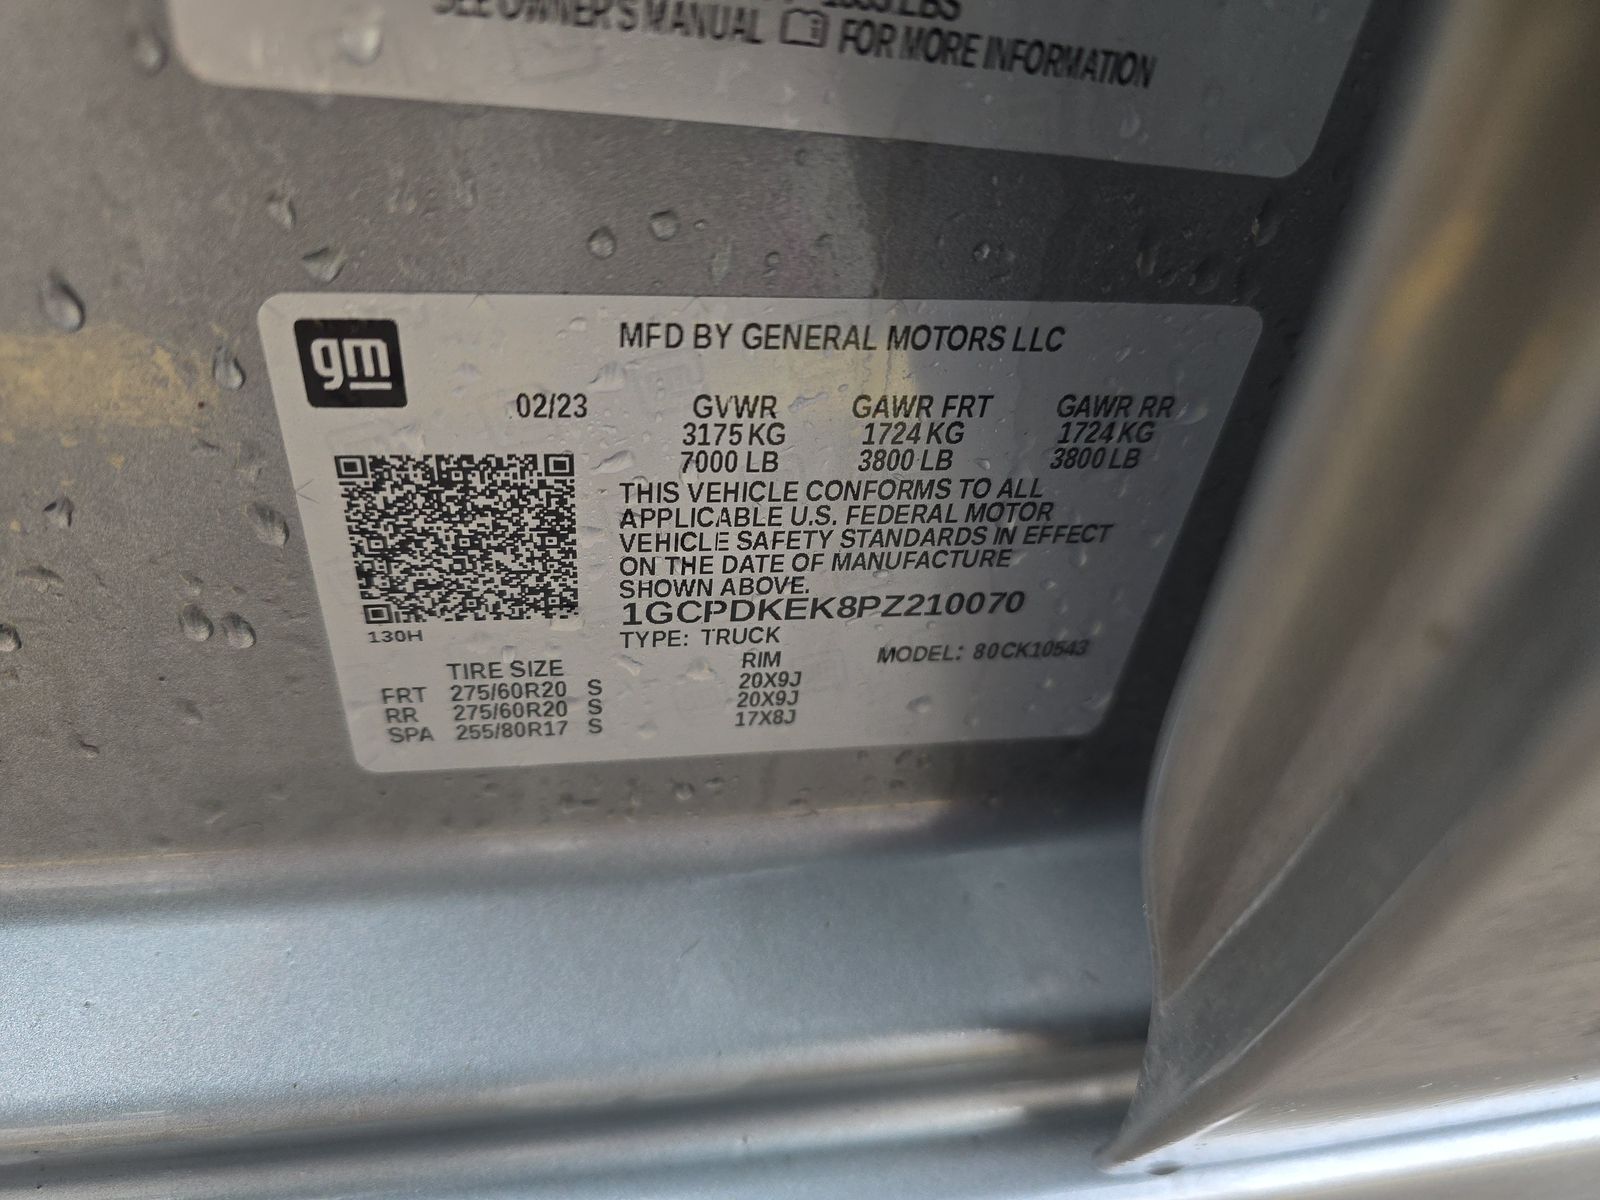 SEE OWNER'S MANUAL FOR MORE INFORMATION
gm
MFD BY GENERAL MOTORS LLC
02/23 GVWR GAWR FRT GAWR RR
3175 KG 1724 KG 1724 KG
7000 LB 3800 LB 3800 LB
THIS VEHICLE CONFORMS TO ALL
APPLICABLE U.S. FEDERAL MOTOR
VEHICLE SAFETY STANDARDS IN EFFECT
ON THE DATE OF MANUFACTURE
SHOWN ABOVE.
1GCPDKEK8PZ210070
130H
TYPE: TRUCK
MODEL: 80CK10543
TIRE SIZE RIM
FRT 275/60R20 S 20X9J
RR 275/60R20 S 20X9J
SPA 255/80R17 S 17X8J